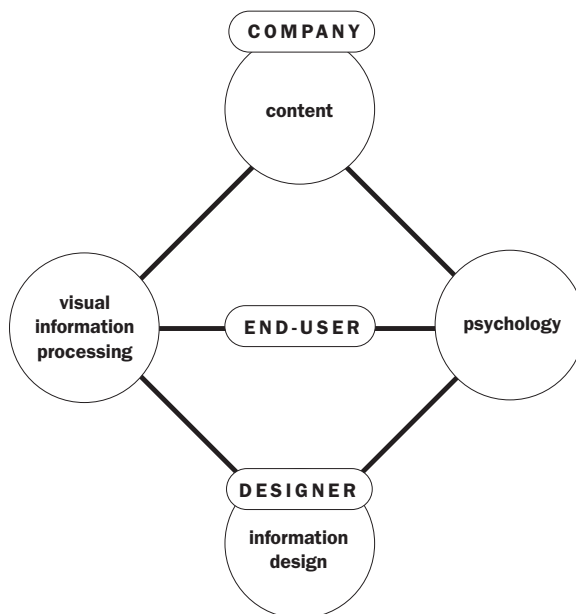 COMPANY
content
visual
information
processing
END-USER
psychology
DESIGNER
information
design